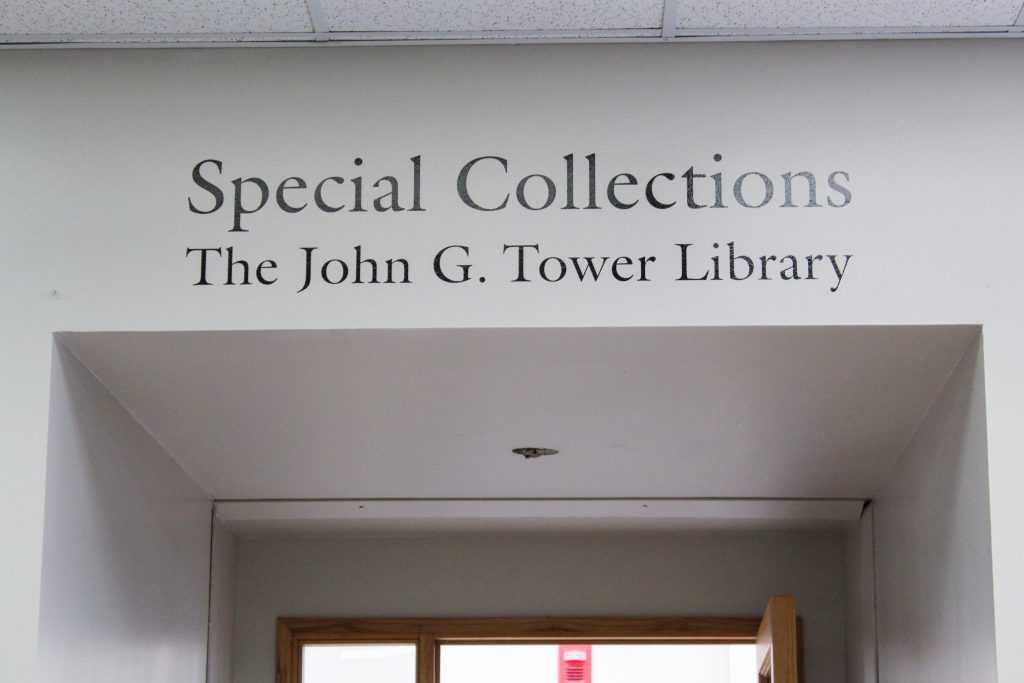 Special Collections
The John G. Tower Library